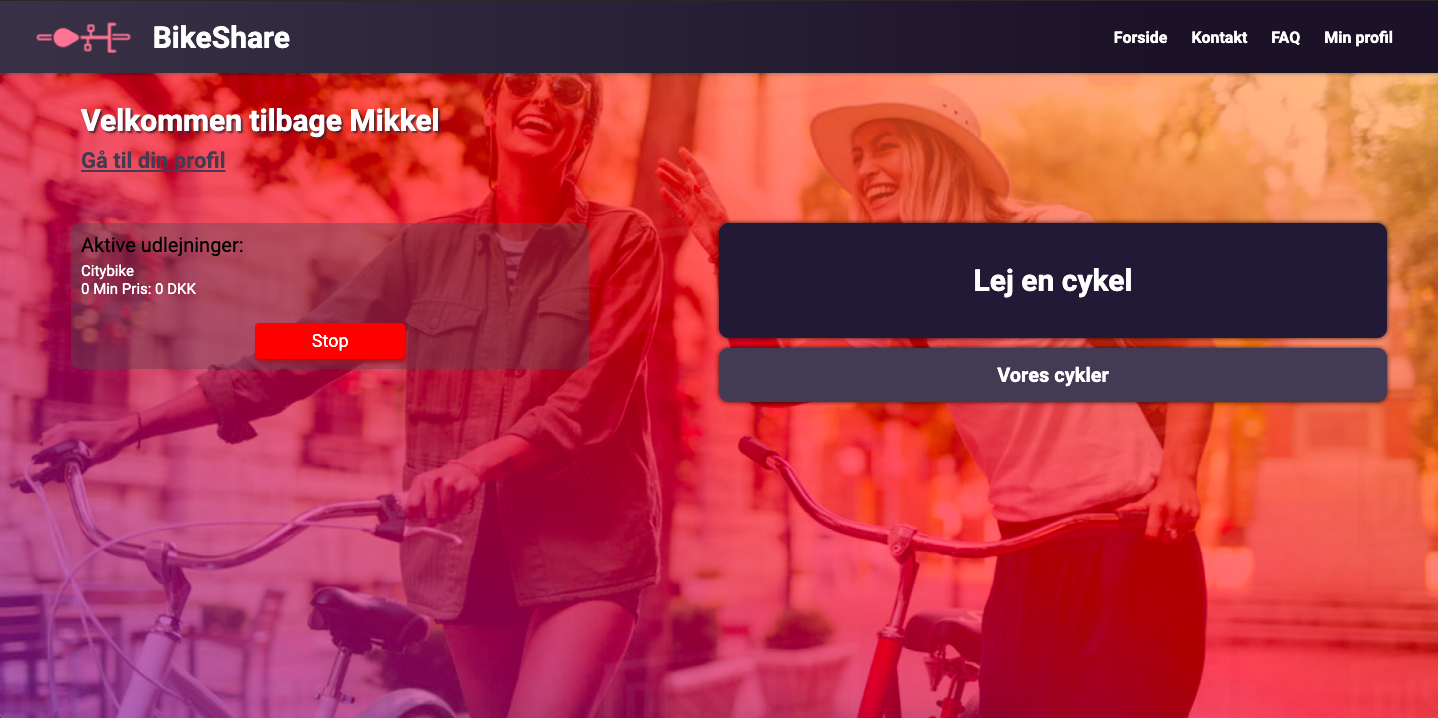 BikeShare
Forside Kontakt FAQ Min profil
Velkommen tilbage Mikkel
Gå til din profil
Aktive udlejninger:
Citybike
0 Min Pris: 0 DKK
Stop
Lej en cykel
Vores cykler